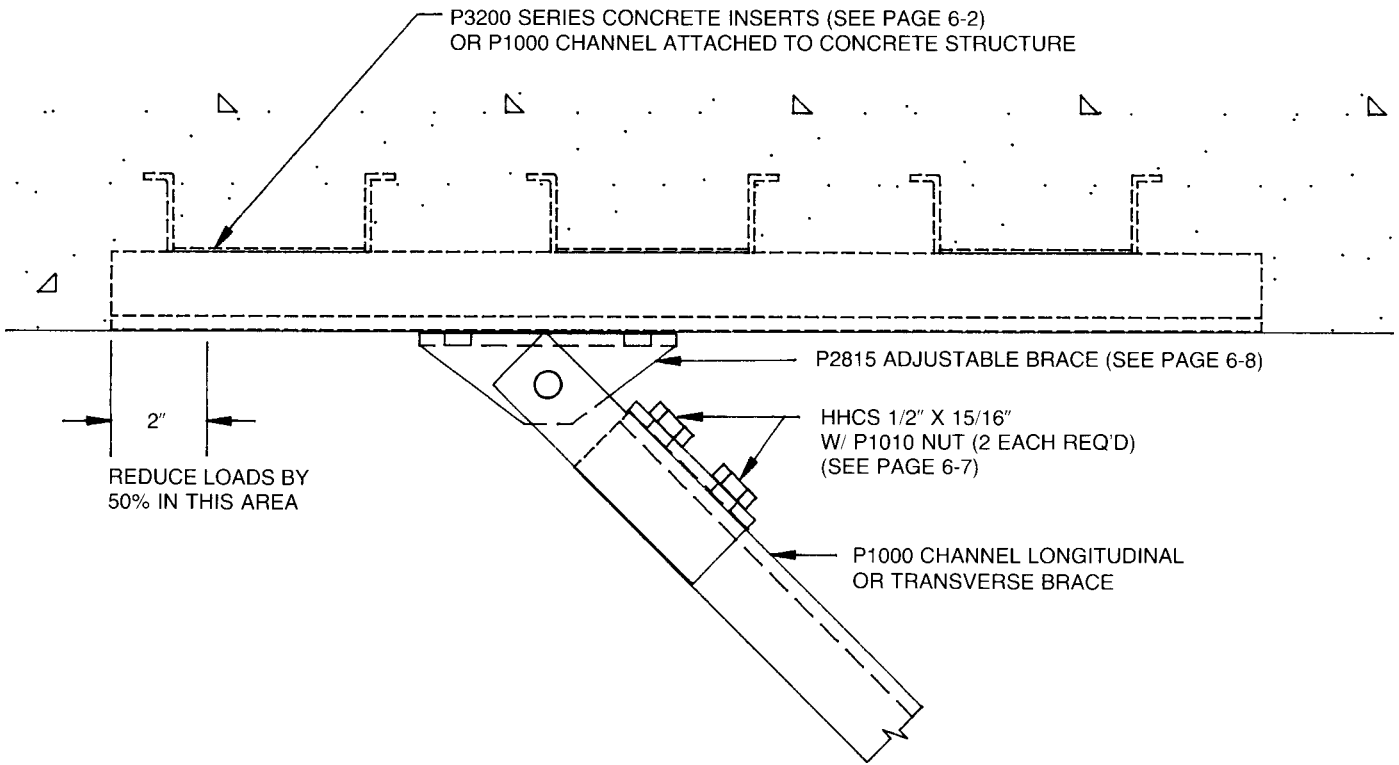 P3200 SERIES CONCRETE INSERTS (SEE PAGE 6-2)
OR P1000 CHANNEL ATTACHED TO CONCRETE STRUCTURE
P2815 ADJUSTABLE BRACE (SEE PAGE 6-8)
2"
HHCS 1/2" X 15/16"
W/ P1010 NUT (2 EACH REQ'D)
(SEE PAGE 6-7)
REDUCE LOADS BY
50% IN THIS AREA
P1000 CHANNEL LONGITUDINAL
OR TRANSVERSE BRACE